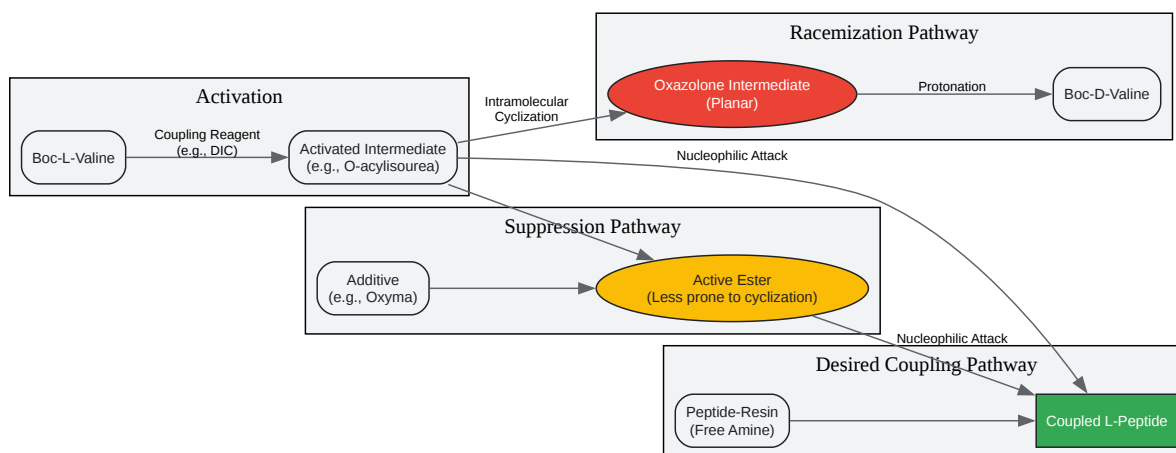 Racemization Pathway
Oxazolone Intermediate
(Planar)
Protonation
Boc-D-Valine
Activation
Boc-L-Valine
Coupling Reagent
(e.g., DIC)
Activated Intermediate
(e.g., O-acylisourea)
Intramolecular
Cyclization
Nucleophilic Attack
Suppression Pathway
Additive
(e.g., Oxyma)
Active Ester
(Less prone to cyclization)
Nucleophilic Attack
Desired Coupling Pathway
Peptide-Resin
(Free Amine)
Coupled L-Peptide